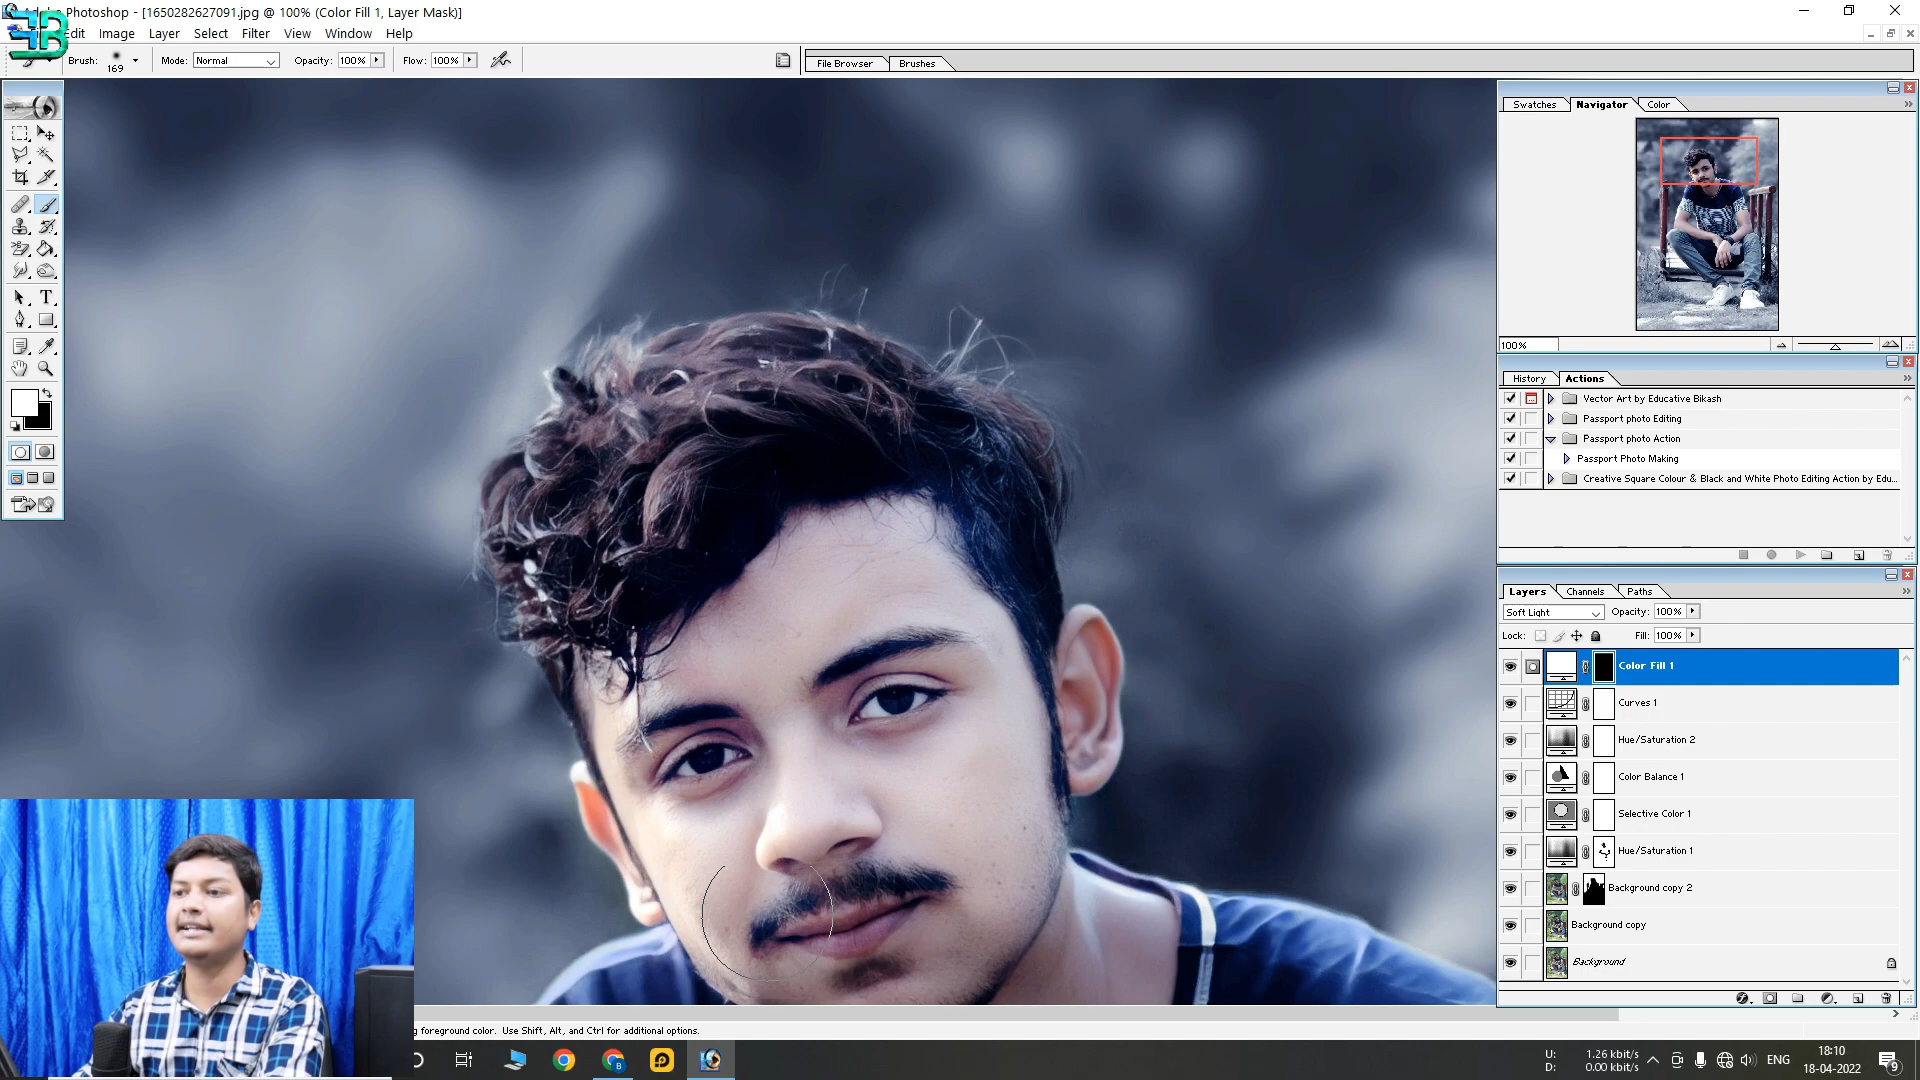 Photoshop - [1650282627091.jpg @ 100% (Color Fill 1, Layer Mask)]
Edit Image Layer Select Filter View Window Help
Brush: 169 Mode: Normal Opacity: 100% Flow: 100% File Browser Brushes
Swatches Navigator Color
100%
History Actions
Vector Art by Educative Bikash
Passport photo Editing
Passport photo Action
Passport Photo Making
Creative Square Colour & Black and White Photo Editing Action by Edu...
Layers Channels Paths
Soft Light Opacity: 100%
Lock: Fill: 100%
Color Fill 1
Curves 1
Hue/Saturation 2
Color Balance 1
Selective Color 1
Hue/Saturation 1
Background copy 2
Background copy
Background
foreground color. Use Shift, Alt, and Ctrl for additional options.
U: 1.26 kbit/s
D: 0.00 kbit/s
ENG
18:10
18-04-2022
9